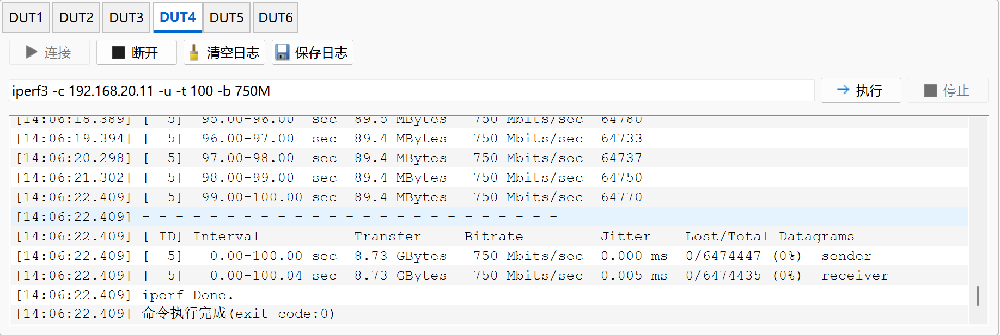 DUT1 DUT2 DUT3 DUT4 DUT5 DUT6
连接 断开 清空日志 保存日志
iperf3 -c 192.168.20.11 -u -t 100 -b 750M 执行 停止
[14:06:18.389] [  5]  95.00-96.00  sec  89.5 MBytes   750 Mbits/sec  64780
[14:06:19.394] [  5]  96.00-97.00  sec  89.4 MBytes   750 Mbits/sec  64733
[14:06:20.298] [  5]  97.00-98.00  sec  89.4 MBytes   750 Mbits/sec  64737
[14:06:21.302] [  5]  98.00-99.00  sec  89.4 MBytes   750 Mbits/sec  64750
[14:06:22.409] [  5]  99.00-100.00 sec  89.4 MBytes   750 Mbits/sec  64770
[14:06:22.409] - - - - - - - - - - - - - - - - - - - - - - - - -
[14:06:22.409] [ ID] Interval           Transfer     Bitrate         Jitter    Lost/Total Datagrams
[14:06:22.409] [  5]   0.00-100.00 sec  8.73 GBytes   750 Mbits/sec  0.000 ms  0/6474447 (0%)  sender
[14:06:22.409] [  5]   0.00-100.04 sec  8.73 GBytes   750 Mbits/sec  0.005 ms  0/6474435 (0%)  receiver
[14:06:22.409] iperf Done.
[14:06:22.409] 命令执行完成(exit code:0)